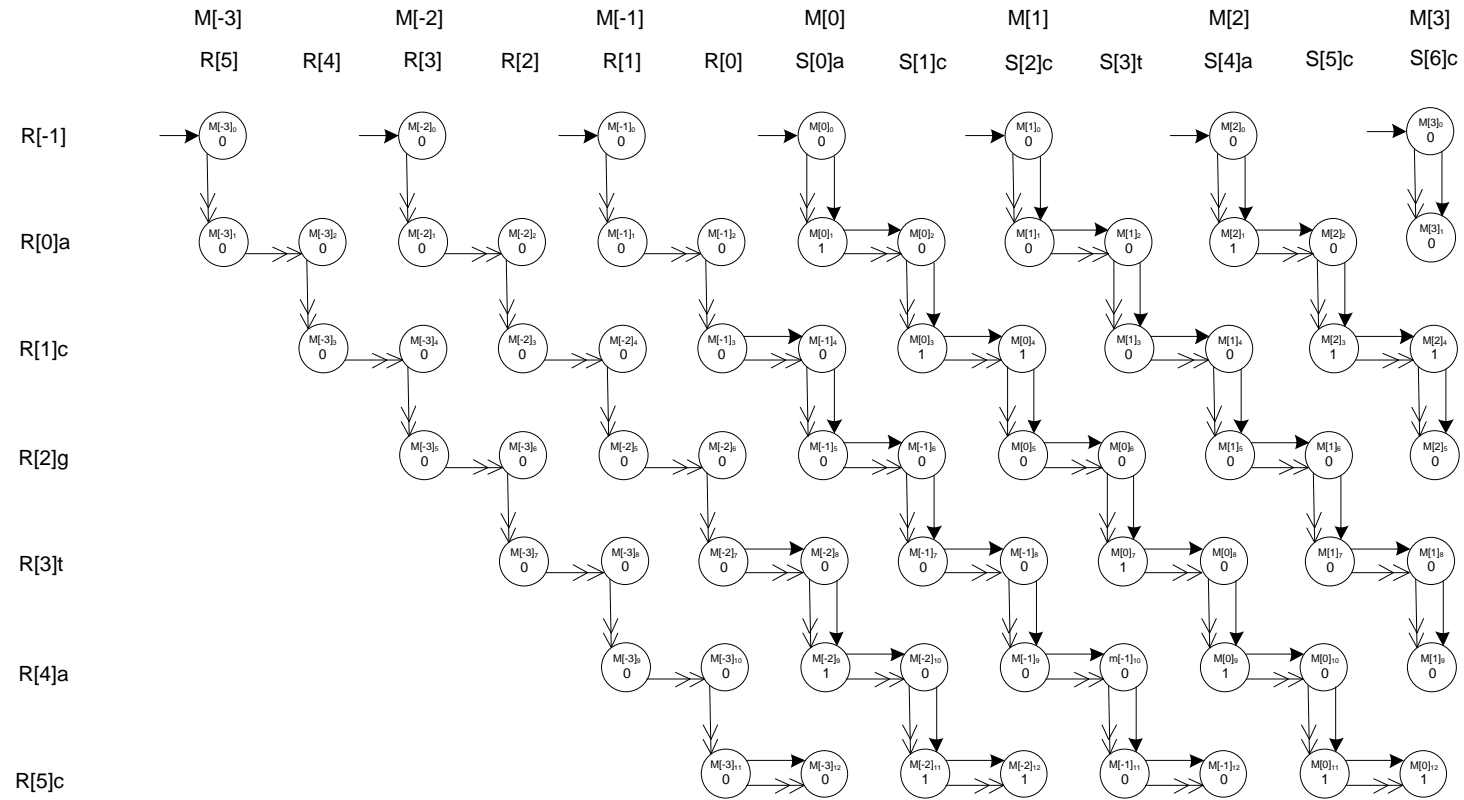 M[-3] M[-2] M[-1] M[0] M[1] M[2] M[3]
R[5] R[4] R[3] R[2] R[1] R[0] S[0]a S[1]c S[2]c S[3]t S[4]a S[5]c S[6]c
R[-1] M[-3]₀ M[-2]₀ M[-1]₀ M[0]₀ M[1]₀ M[2]₀ M[3]₀
0 0 0 0 0 0 0
R[0]a M[-3]₁ M[-3]₂ M[-2]₁ M[-2]₂ M[-1]₁ M[-1]₂ M[0]₁ M[0]₂ M[1]₁ M[1]₂ M[2]₁ M[2]₂ M[3]₁
0 0 0 0 0 0 1 0 0 0 1 0 0
R[1]c M[-3]₃ M[-3]₄ M[-2]₃ M[-2]₄ M[-1]₃ M[-1]₄ M[0]₃ M[0]₄ M[1]₃ M[1]₄ M[2]₃ M[2]₄
0 0 0 0 0 0 1 1 0 0 1 1
R[2]g M[-3]₅ M[-3]₆ M[-2]₅ M[-2]₆ M[-1]₅ M[-1]₆ M[0]₅ M[0]₆ M[1]₅ M[1]₆ M[2]₅
0 0 0 0 0 0 0 0 0 0 0
R[3]t M[-3]₇ M[-3]₈ M[-2]₇ M[-2]₈ M[-1]₇ M[-1]₈ M[0]₇ M[0]₈ M[1]₇ M[1]₈
0 0 0 0 0 0 1 0 0 0
R[4]a M[-3]₉ M[-3]₁₀ M[-2]₉ M[-2]₁₀ M[-1]₉ m[-1]₁₀ M[0]₉ M[0]₁₀ M[1]₉
0 0 1 0 0 0 1 0 0
R[5]c M[-3]₁₁ M[-3]₁₂ M[-2]₁₁ M[-2]₁₂ M[-1]₁₁ M[-1]₁₂ M[0]₁₁ M[0]₁₂
0 0 1 1 0 0 1 1